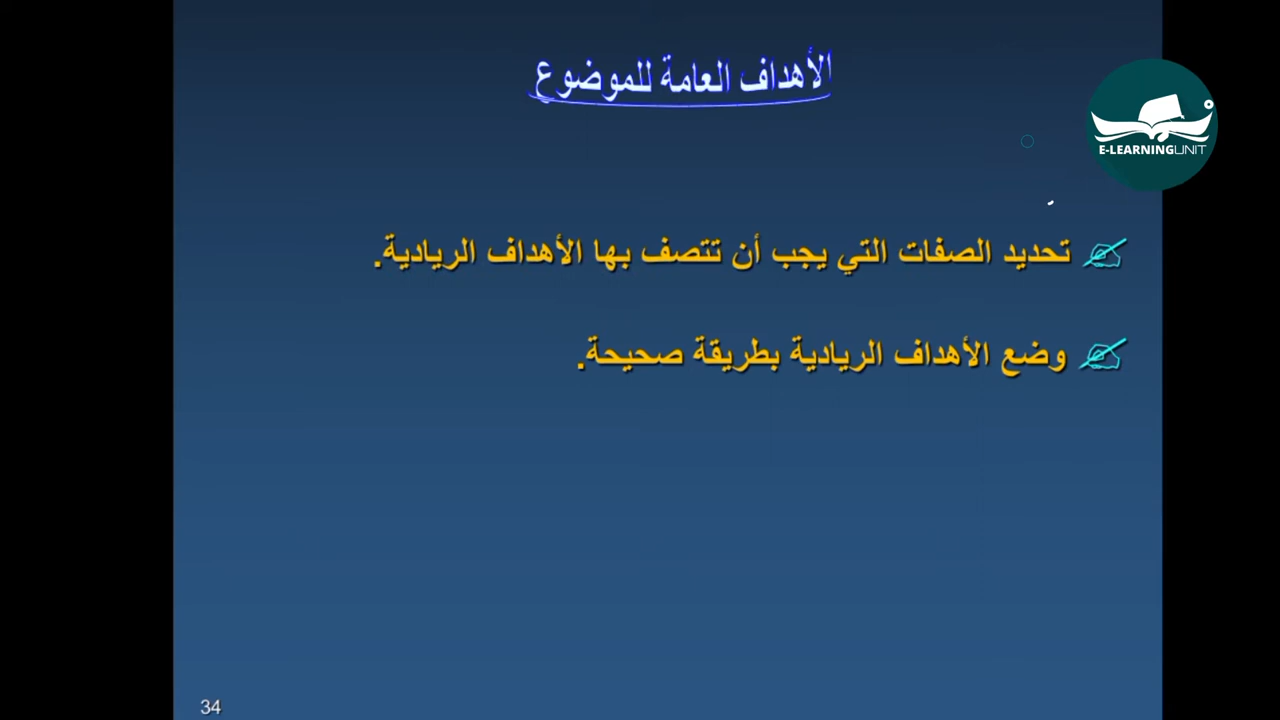 الأهداف العامة للموضوع
E-LEARNINGUNIT
تحديد الصفات التي يجب أن تتصف بها الأهداف الريادية.
وضع الأهداف الريادية بطريقة صحيحة.
34